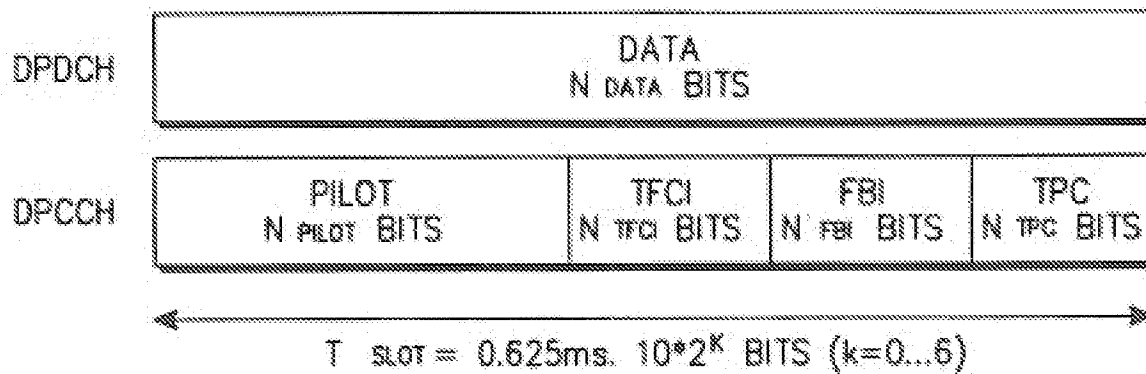 DPDCH
DATA
N DATA BITS
DPCCH
PILOT
N PILOT BITS
TFCI
N TFCI BITS
FBI
N FBI BITS
TPC
N TPC BITS
T SLOT = 0.625ms. 10*2^K BITS (k=0...6)